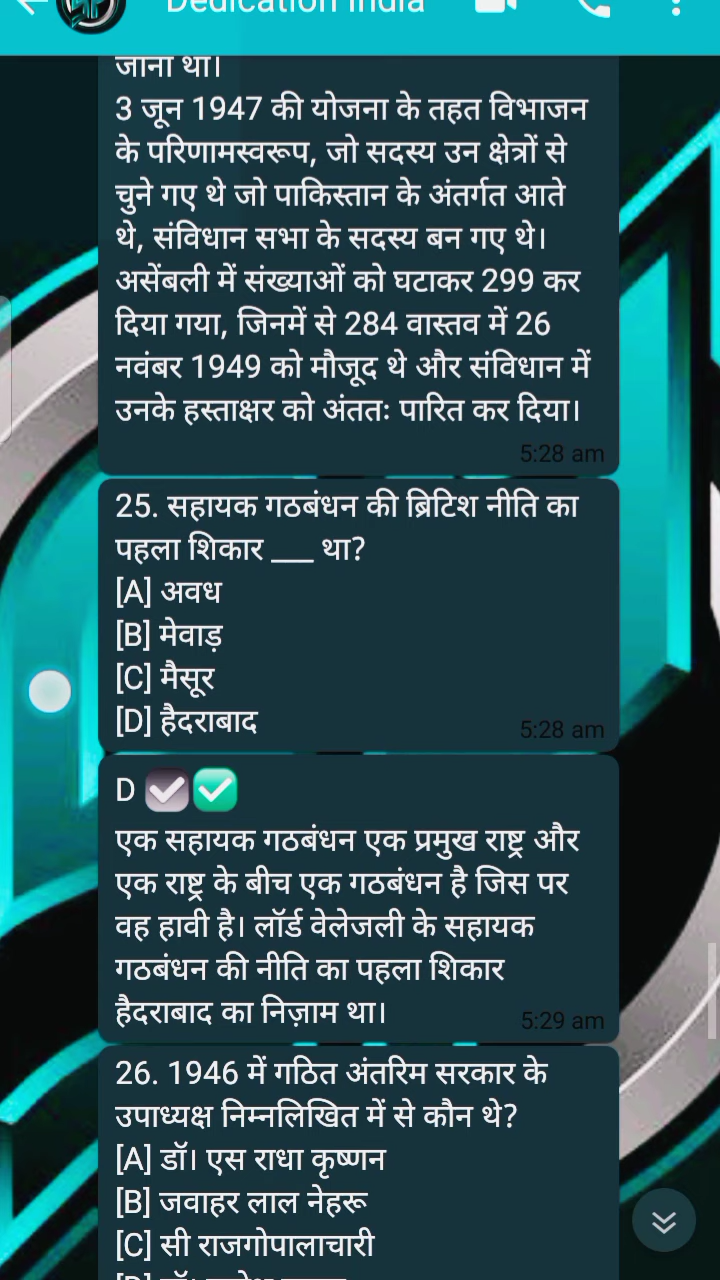 Dedication India
जाना था।
3 जून 1947 की योजना के तहत विभाजन
के परिणामस्वरूप, जो सदस्य उन क्षेत्रों से
चुने गए थे जो पाकिस्तान के अंतर्गत आते
थे, संविधान सभा के सदस्य बन गए थे।
असेंबली में संख्याओं को घटाकर 299 कर
दिया गया, जिनमें से 284 वास्तव में 26
नवंबर 1949 को मौजूद थे और संविधान में
उनके हस्ताक्षर को अंततः पारित कर दिया।
5:28 am
25. सहायक गठबंधन की ब्रिटिश नीति का
पहला शिकार ___ था?
[A] अवध
[B] मेवाड़
[C] मैसूर
[D] हैदराबाद
5:28 am
D
एक सहायक गठबंधन एक प्रमुख राष्ट्र और
एक राष्ट्र के बीच एक गठबंधन है जिस पर
वह हावी है। लॉर्ड वेलेजली के सहायक
गठबंधन की नीति का पहला शिकार
हैदराबाद का निज़ाम था।
5:29 am
26. 1946 में गठित अंतरिम सरकार के
उपाध्यक्ष निम्नलिखित में से कौन थे?
[A] डॉ। एस राधा कृष्णन
[B] जवाहर लाल नेहरू
[C] सी राजगोपालाचारी